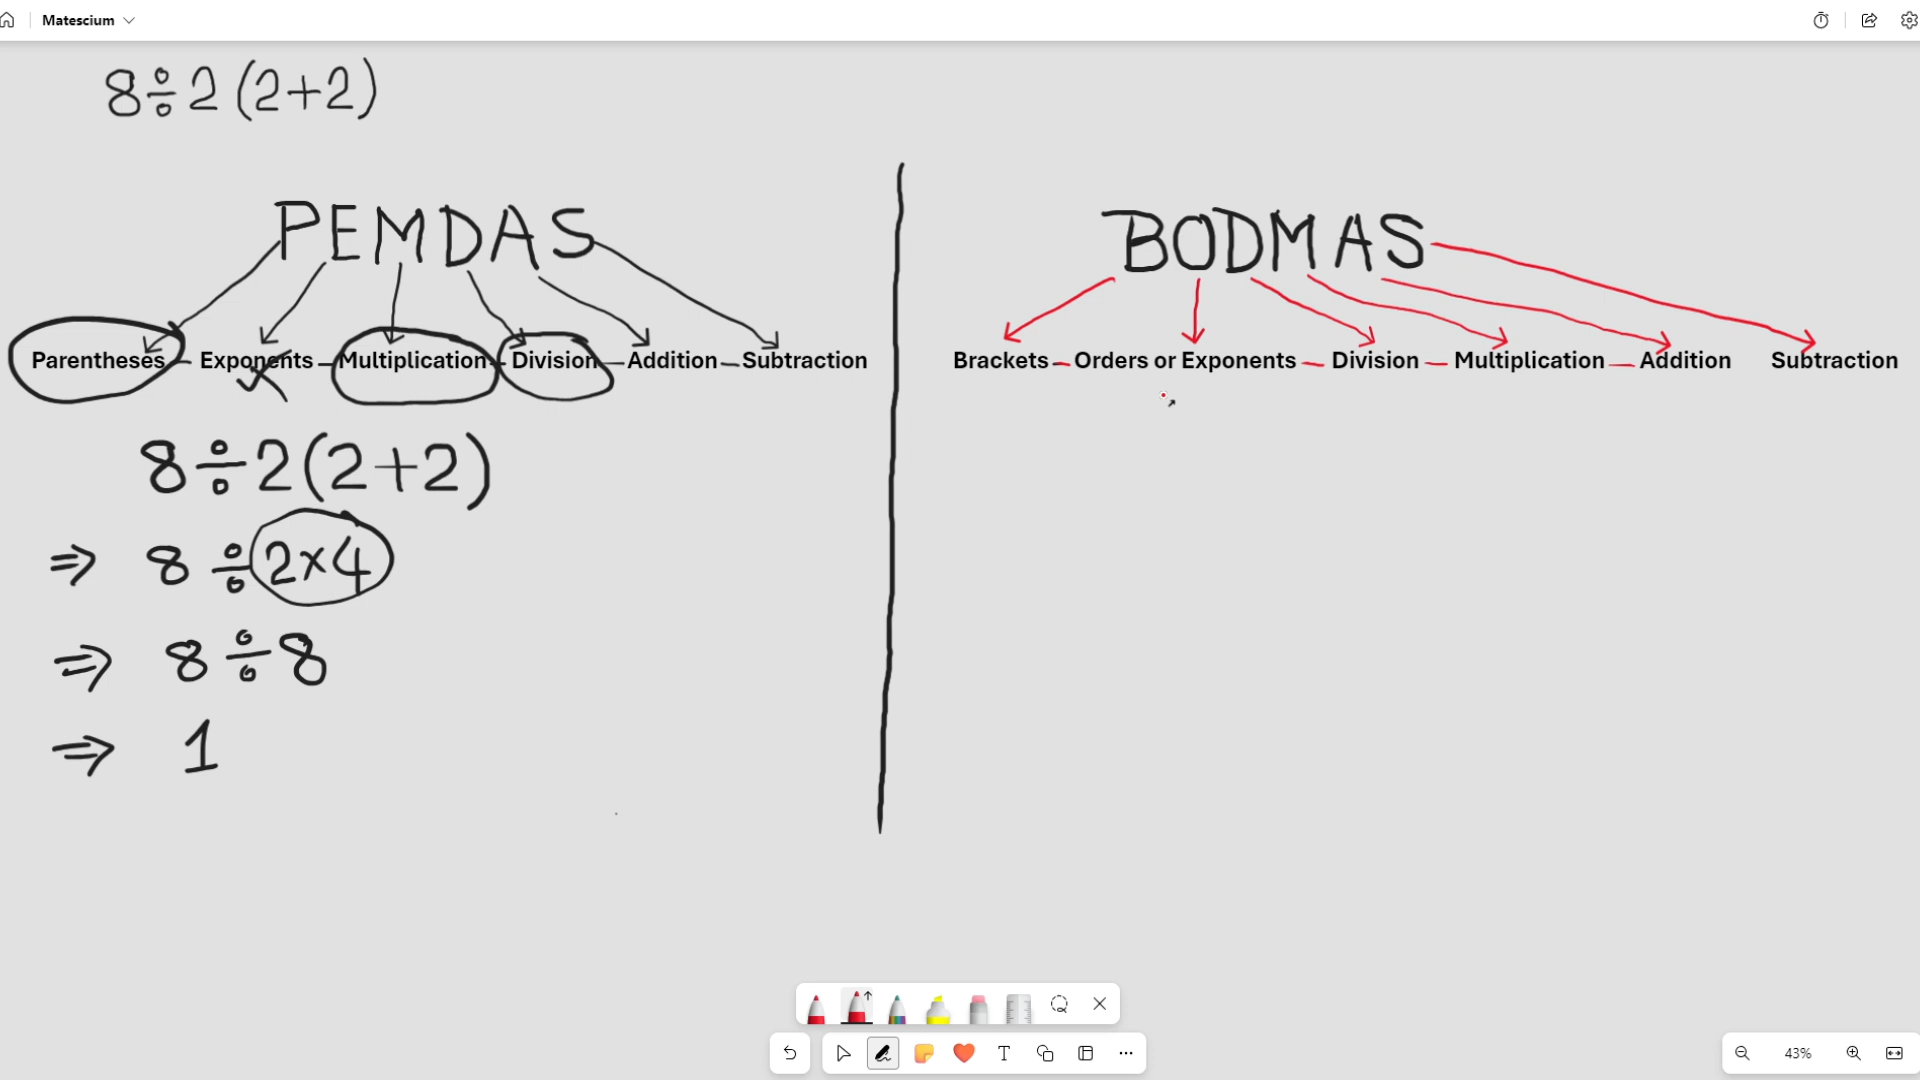 Matescium
8÷2(2+2)
PEMDAS
Parentheses – Exponents – Multiplication – Division – Addition – Subtraction
8÷2(2+2)
⇒ 8÷2×4
⇒ 8÷8
⇒ 1
BODMAS
Brackets – Orders or Exponents – Division – Multiplication – Addition Subtraction
43%